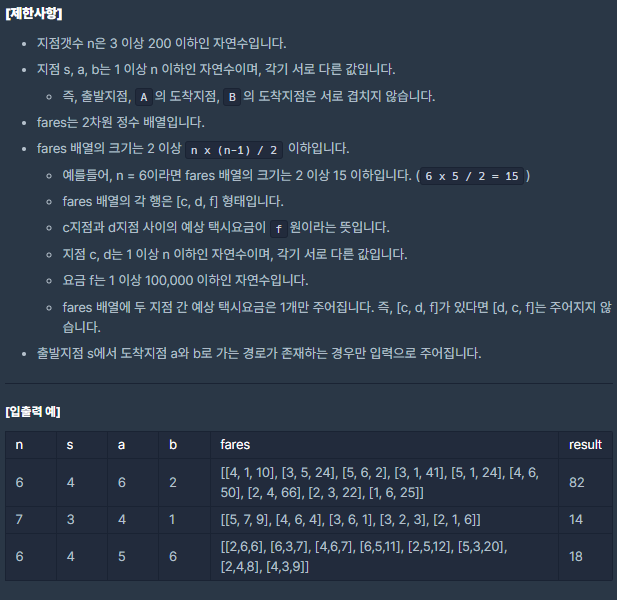 [제한사항]
지점갯수 n은 3 이상 200 이하인 자연수입니다.
지점 s, a, b는 1 이상 n 이하인 자연수이며, 각기 서로 다른 값입니다.
즉, 출발지점, A의 도착지점, B의 도착지점은 서로 겹치지 않습니다.
fares는 2차원 정수 배열입니다.
fares 배열의 크기는 2 이상 n x (n-1) / 2 이하입니다.
예를들어, n = 6이라면 fares 배열의 크기는 2 이상 15 이하입니다. (6 x 5 / 2 = 15)
fares 배열의 각 행은 [c, d, f] 형태입니다.
c지점과 d지점 사이의 예상 택시요금이 f원이라는 뜻입니다.
지점 c, d는 1 이상 n 이하인 자연수이며, 각기 서로 다른 값입니다.
요금 f는 1 이상 100,000 이하인 자연수입니다.
fares 배열에 두 지점 간 예상 택시요금은 1개만 주어집니다. 즉, [c, d, f]가 있다면 [d, c, f]는 주어지지 않
습니다.
출발지점 s에서 도착지점 a와 b로 가는 경로가 존재하는 경우만 입력으로 주어집니다.
[입출력 예]
n s a b fares result
6 4 6 2 [[4, 1, 10], [3, 5, 24], [5, 6, 2], [3, 1, 41], [5, 1, 24], [4, 6,
50], [2, 4, 66], [2, 3, 22], [1, 6, 25]] 82
7 3 4 1 [[5, 7, 9], [4, 6, 4], [3, 6, 1], [3, 2, 3], [2, 1, 6]] 14
6 4 5 6 [[2,6,6], [6,3,7], [4,6,7], [6,5,11], [2,5,12], [5,3,20],
[2,4,8], [4,3,9]] 18